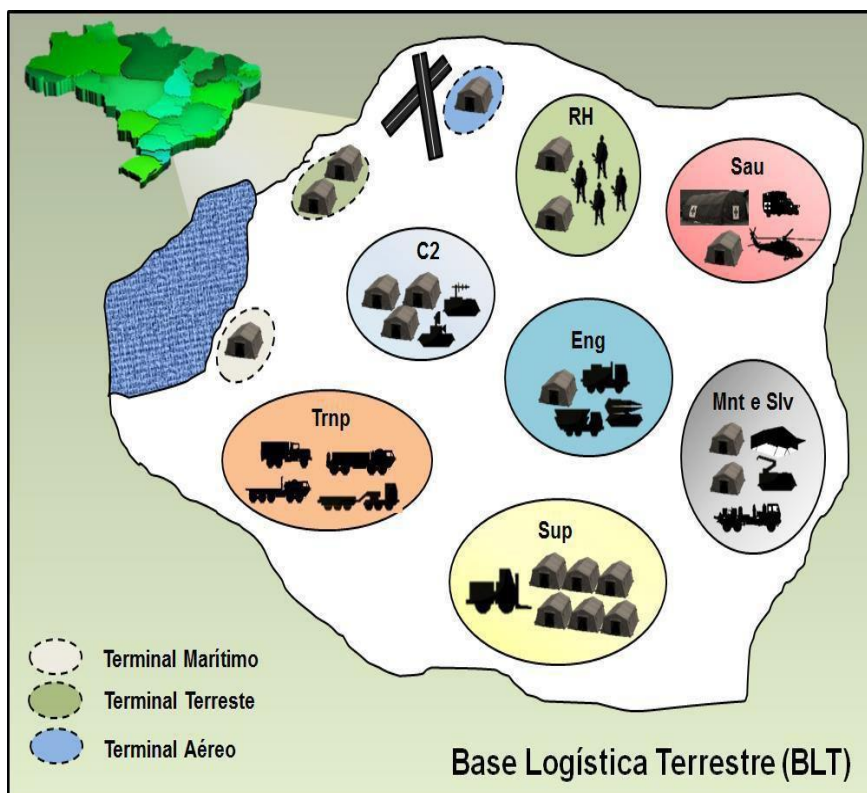 RH
Sau
C2
Eng
Mnt e Slv
Trnp
Sup
Terminal Marítimo
Terminal Terreste
Terminal Aéreo
Base Logística Terrestre (BLT)